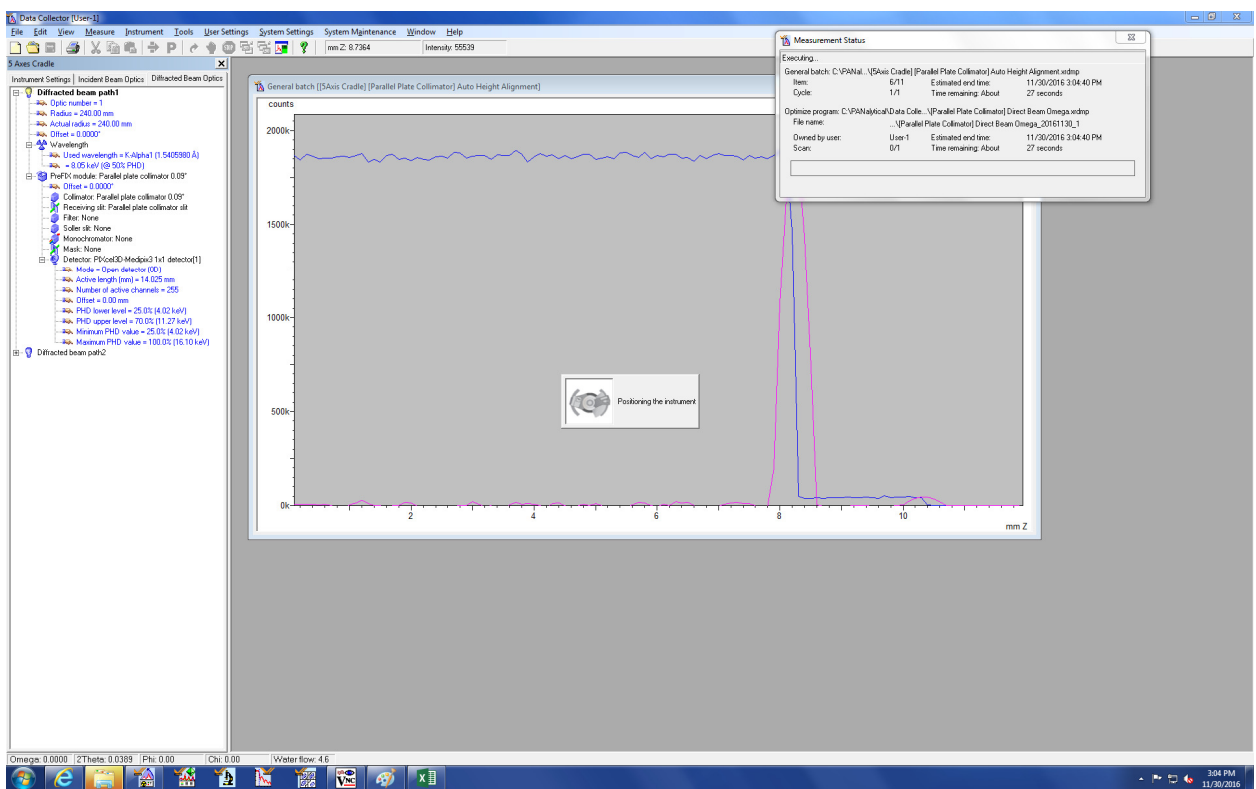 Data Collector [User-1]
File Edit View Measure Instrument Tools User Settings System Settings System Maintenance Window Help
mm Z: 8.7364 Intensity: 55539
5 Axes Cradle
Instrument Settings Incident Beam Optics Diffracted Beam Optics
Diffracted beam path1
Optic number = 1
Radius = 240.00 mm
Actual radius = 240.00 mm
Offset = 0.0000°
Wavelength
Used wavelength = K-Alpha1 (1.5405980 Å)
= 8.05 keV (@ 50% PHD)
PreFIX module: Parallel plate collimator 0.09°
Offset = 0.0000°
Collimator: Parallel plate collimator 0.09°
Receiving slit: Parallel plate collimator slit
Filter: None
Soller slit: None
Monochromator: None
Mask: None
Detector: PIXcel3D-Medipix3 1x1 detector[1]
Mode = Open detector (0D)
Active length (mm) = 14.025 mm
Number of active channels = 255
Offset = 0.00 mm
PHD lower level = 25.0% (4.02 keV)
PHD upper level = 70.0% (11.27 keV)
Minimum PHD value = 25.0% (4.02 keV)
Maximum PHD value = 100.0% (16.10 keV)
Diffracted beam path2
General batch [[5Axis Cradle] [Parallel Plate Collimator] Auto Height Alignment]
counts
2000k
1500k
1000k
500k
0k
2 4 6 8 10
mm Z
Positioning the instrument
Measurement Status
Executing...
General batch: C:\PANal...\[5Axis Cradle] [Parallel Plate Collimator] Auto Height Alignment.xrdmp
Item: 6/11 Estimated end time: 11/30/2016 3:04:40 PM
Cycle: 1/1 Time remaining: About 27 seconds
Optimize program: C:\PANalytical\Data Colle...\[Parallel Plate Collimator] Direct Beam Omega.xrdmp
File name: ...\[Parallel Plate Collimator] Direct Beam Omega_20161130_1
Owned by user: User-1 Estimated end time: 11/30/2016 3:04:40 PM
Scan: 0/1 Time remaining: About 27 seconds
Omega: 0.0000 2Theta: 0.0389 Phi: 0.00 Chi: 0.00 Water flow: 4.6
VNC
3:04 PM
11/30/2016